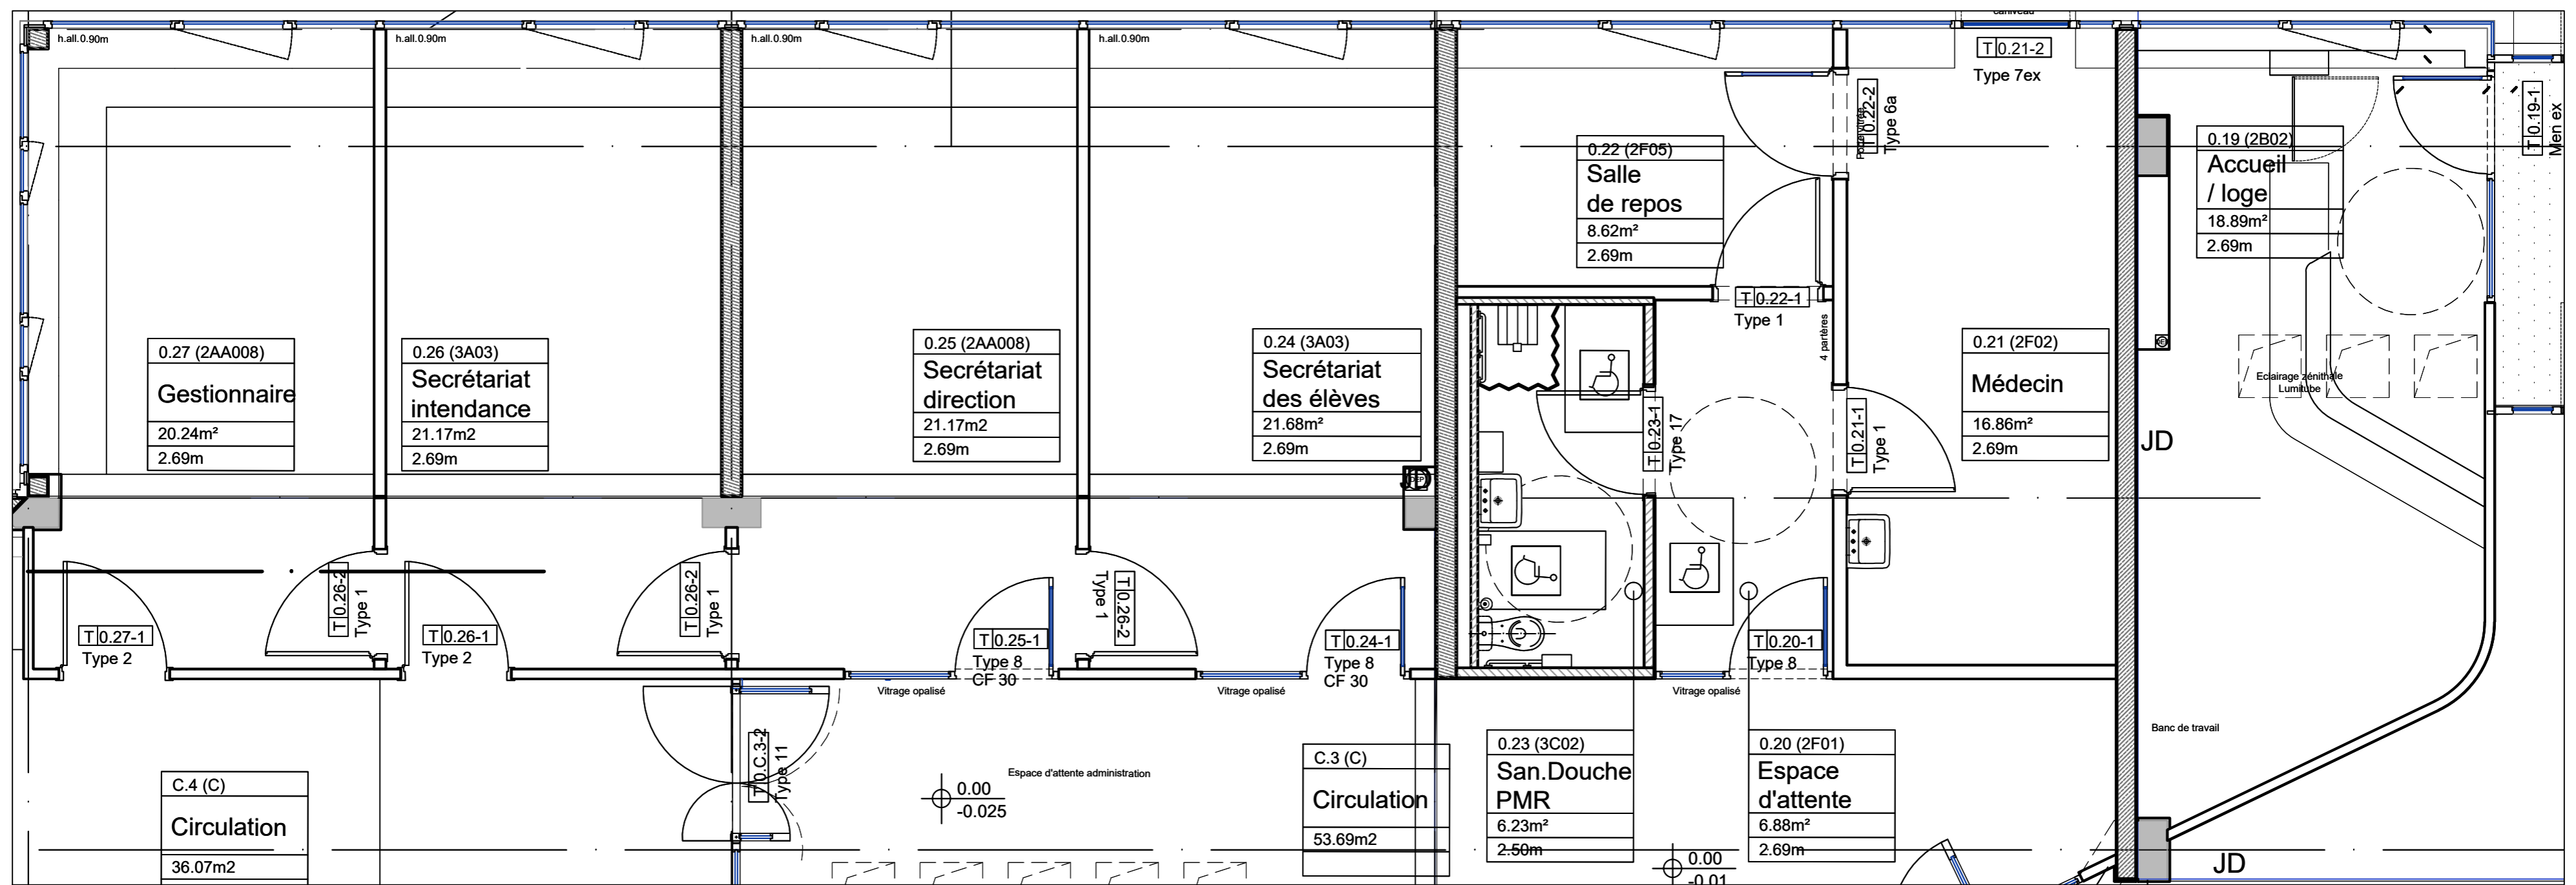 caniveau
h.all.0.90m
h.all.0.90m
h.all.0.90m
h.all.0.90m
T 0.21-2
Type 7ex
T 0.22-2
Type 6a
T 0.19-1
Men ex
0.22 (2F05)
Salle
de repos
8.62m²
2.69m
0.19 (2B02)
Accueil
/ loge
18.89m²
2.69m
T 0.22-1
Type 1
4 partères
0.27 (2AA008)
Gestionnaire
20.24m²
2.69m
0.26 (3A03)
Secrétariat
intendance
21.17m2
2.69m
0.25 (2AA008)
Secrétariat
direction
21.17m2
2.69m
0.24 (3A03)
Secrétariat
des élèves
21.68m²
2.69m
0.21 (2F02)
Médecin
16.86m²
2.69m
Eclairage zénithale
Lumitube
T 0.23-1
Type 17
T 0.21-1
Type 1
JD
T 0.27-1
Type 2
T 0.26-2
Type 1
T 0.26-1
Type 2
T 0.26-2
Type 1
T 0.25-1
Type 8
CF 30
T 0.26-2
Type 1
T 0.24-1
Type 8
CF 30
T 0.20-1
Type 8
Vitrage opalisé
Vitrage opalisé
Vitrage opalisé
T 0.C.3-2
Type 11
Banc de travail
C.4 (C)
Circulation
36.07m2
Espace d'attente administration
0.00
-0.025
C.3 (C)
Circulation
53.69m2
0.23 (3C02)
San.Douche
PMR
6.23m²
2.50m
0.20 (2F01)
Espace
d'attente
6.88m²
2.69m
0.00
-0.01
JD